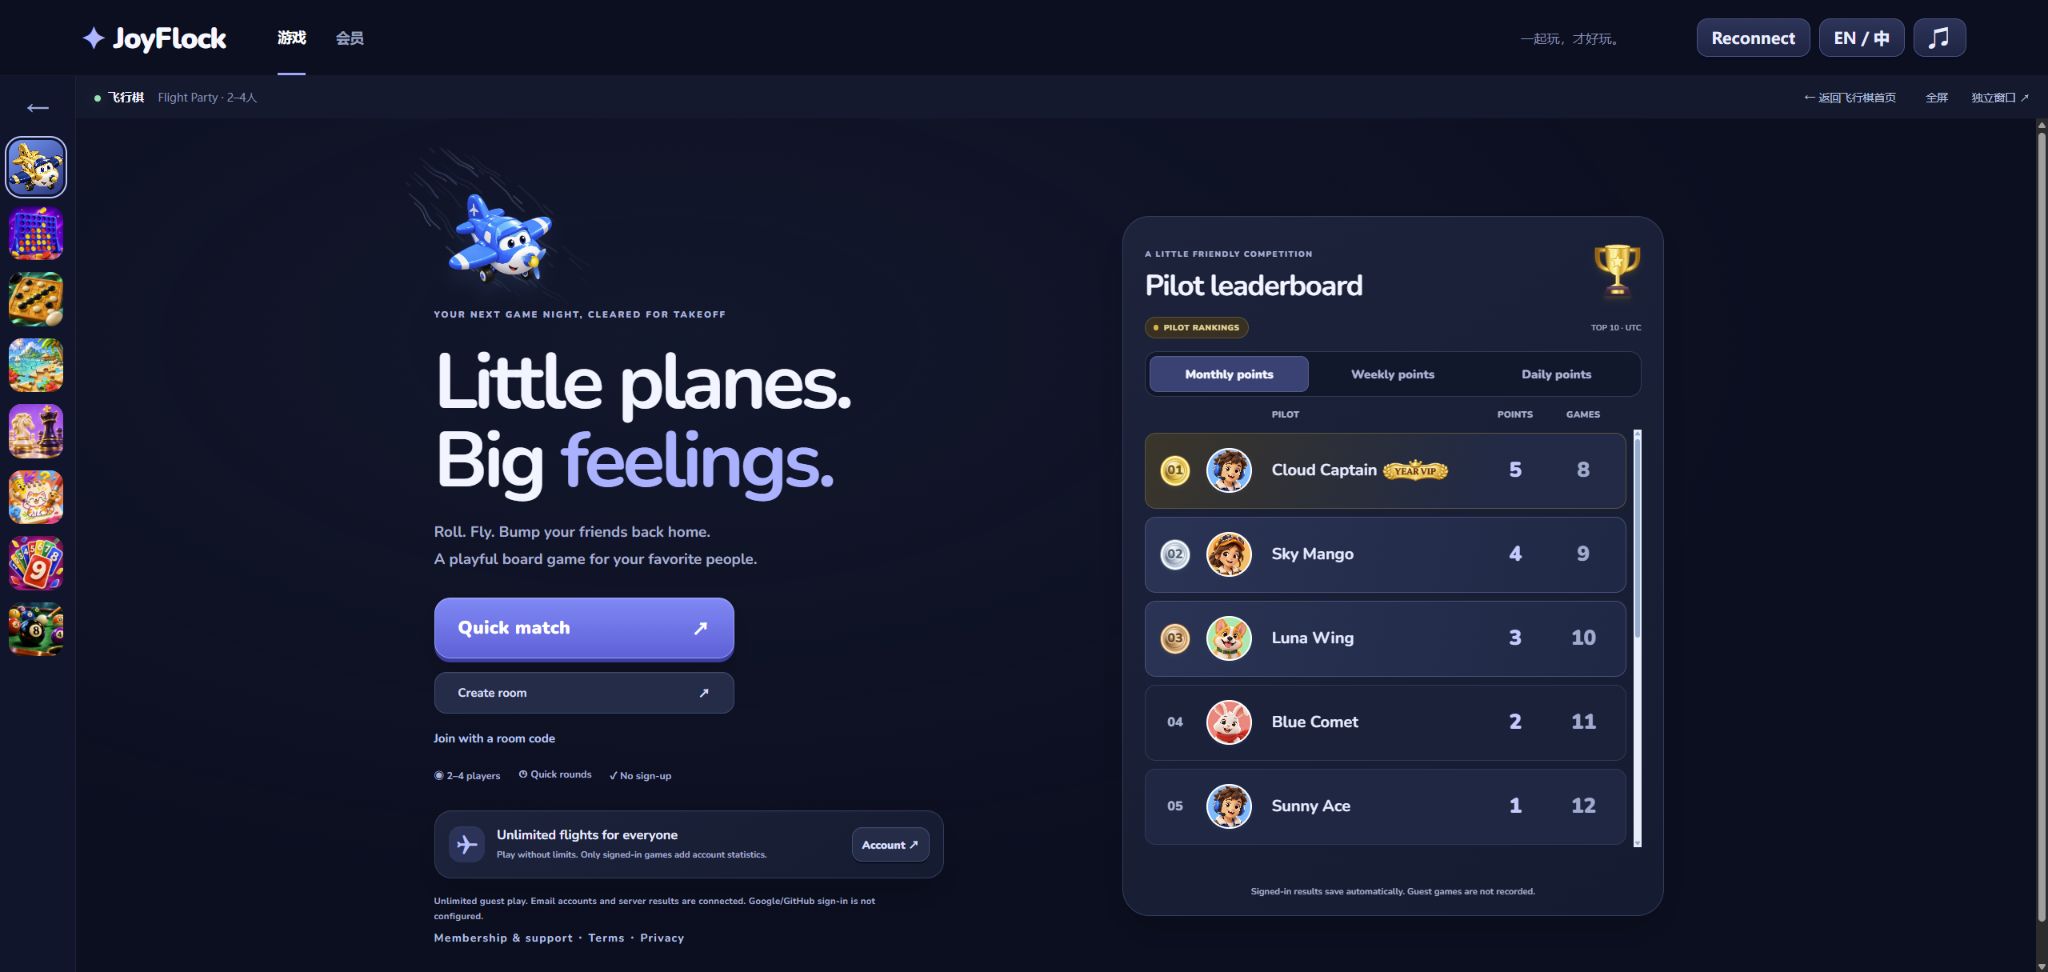 JoyFlock
游戏
会员
一起玩，才好玩。
Reconnect
EN / 中
飞行棋 Flight Party · 2–4人
← 返回飞行棋首页
全屏
独立窗口 ↗
YOUR NEXT GAME NIGHT, CLEARED FOR TAKEOFF
Little planes.
Big feelings.
Roll. Fly. Bump your friends back home.
A playful board game for your favorite people.
Quick match ↗
Create room ↗
Join with a room code
2–4 players
Quick rounds
✓ No sign-up
Unlimited flights for everyone
Play without limits. Only signed-in games add account statistics.
Account ↗
Unlimited guest play. Email accounts and server results are connected. Google/GitHub sign-in is not
configured.
Membership & support · Terms · Privacy
A LITTLE FRIENDLY COMPETITION
Pilot leaderboard
PILOT RANKINGS
TOP 10 · UTC
Monthly points
Weekly points
Daily points
PILOT POINTS GAMES
01 Cloud Captain YEAR VIP 5 8
02 Sky Mango 4 9
03 Luna Wing 3 10
04 Blue Comet 2 11
05 Sunny Ace 1 12
Signed-in results save automatically. Guest games are not recorded.